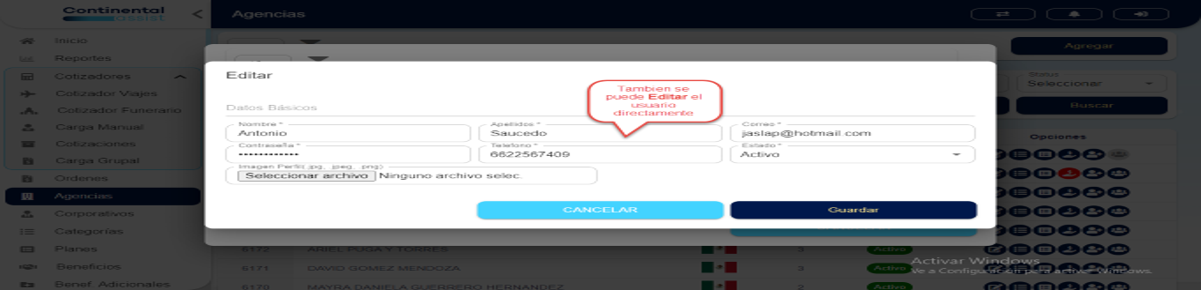 Continental
assist
Agencias
Inicio
Reportes
Agregar
Cotizadores
Editar
Status
Seleccionar
Cotizador Viajes
Tambien se
puede Editar el
usuario
directamente
Datos Básicos
Cotizador Funerario
Buscar
Carga Manual
Nombre *
Antonio
Apellidos *
Saucedo
Correo *
jaslap@hotmail.com
Cotizaciones
Opciones
Contraseña *
************
Telefono *
6622567409
Estado *
Activo
Carga Grupal
Imagen Perfil(.jpg, .jpeg, .png)
Seleccionar archivo Ninguno archivo selec.
Ordenes
Agencias
Corporativos
CANCELAR
Guardar
Categorías
Planes
6172 ARIEL PUGA Y TORRES 3 Activo
Beneficios
6171 DAVID GOMEZ MENDOZA 3 Activo
Activar Windows
Ve a Configuración para activar Windows.
Benef. Adicionales
6170 MAYRA DANIELA GUERRERO HERNANDEZ 2 Activo